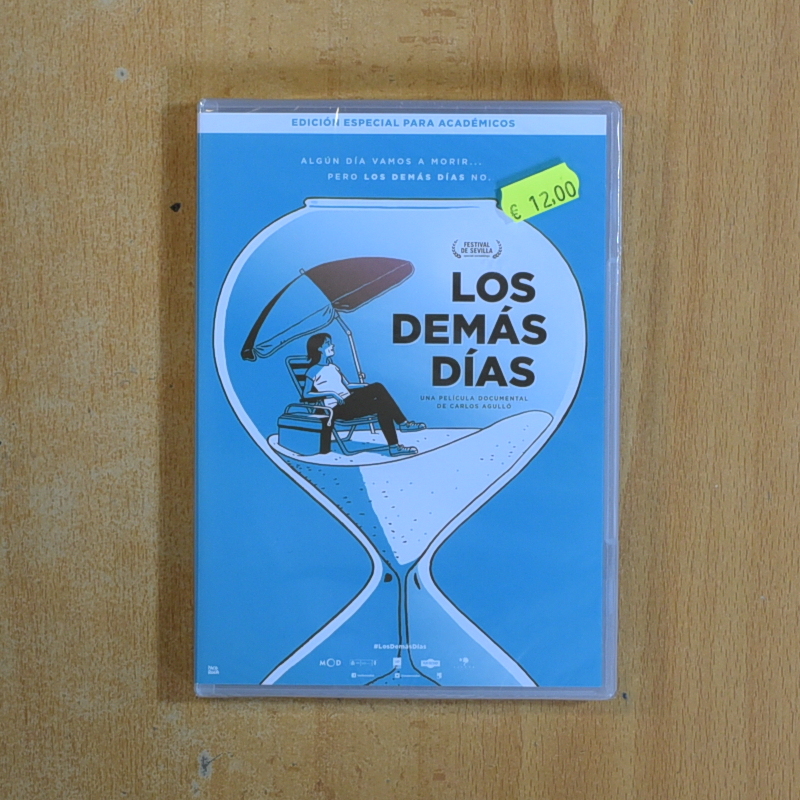 EDICIÓN ESPECIAL PARA ACADÉMICOS
ALGÚN DÍA VAMOS A MORIR...
PERO LOS DEMÁS DÍAS NO.
€ 12,00
FESTIVAL
DE SEVILLA
LOS
DEMÁS
DÍAS
UNA PELÍCULA DOCUMENTAL
DE CARLOS AGULLÓ
#LosDemásDías
MOD